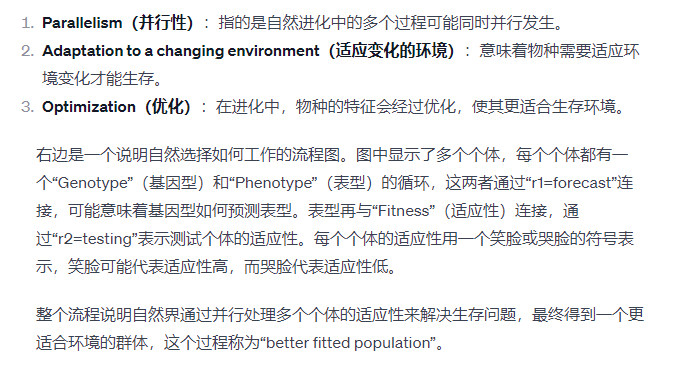 1. Parallelism（并行性）：指的是自然进化中的多个过程可能同时并行发生。
2. Adaptation to a changing environment（适应变化的环境）：意味着物种需要适应环
境变化才能生存。
3. Optimization（优化）：在进化中，物种的特征会经过优化，使其更适合生存环境。
右边是一个说明自然选择如何工作的流程图。图中显示了多个个体，每个个体都有一
个“Genotype”（基因型）和“Phenotype”（表型）的循环，这两者通过“r1=forecast”连
接，可能意味着基因型如何预测表型。表型再与“Fitness”（适应性）连接，通
过“r2=testing”表示测试个体的适应性。每个个体的适应性用一个笑脸或哭脸的符号表
示，笑脸可能代表适应性高，而哭脸代表适应性低。
整个流程说明自然界通过并行处理多个个体的适应性来解决生存问题，最终得到一个更
适合环境的群体，这个过程称为“better fitted population”。